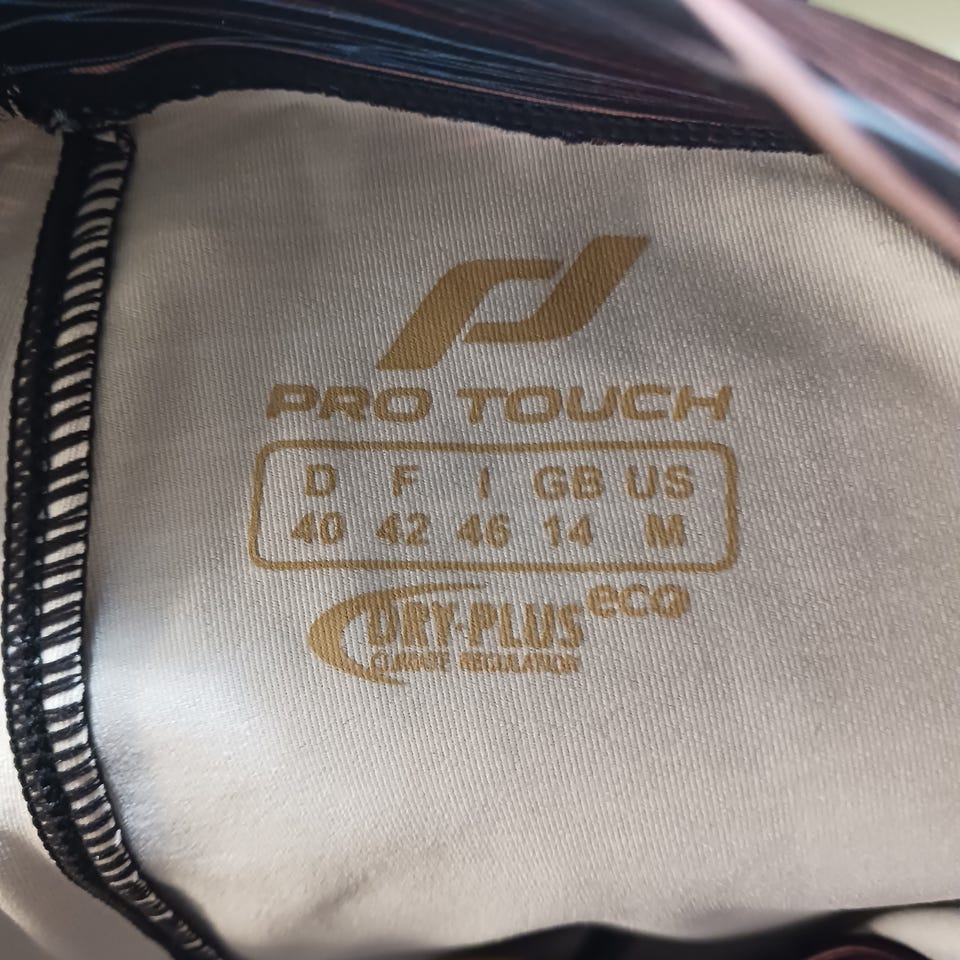 PRO TOUCH
D F I GB US
40 42 46 14 M
DRY-PLUS eco
CLIMATE REGULATION